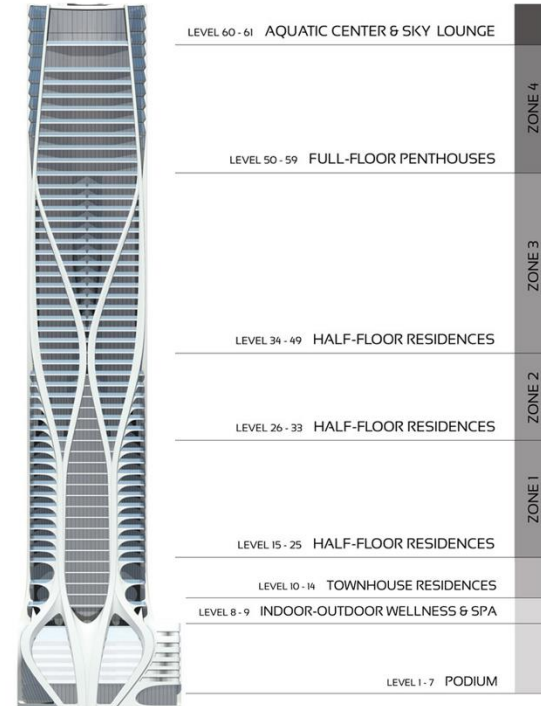 LEVEL 60 - 61 AQUATIC CENTER & SKY LOUNGE
ZONE 4
LEVEL 50 - 59 FULL-FLOOR PENTHOUSES
ZONE 3
LEVEL 34 - 49 HALF-FLOOR RESIDENCES
ZONE 2
LEVEL 26 - 33 HALF-FLOOR RESIDENCES
ZONE 1
LEVEL 15 - 25 HALF-FLOOR RESIDENCES
LEVEL 10 - 14 TOWNHOUSE RESIDENCES
LEVEL 8 - 9 INDOOR-OUTDOOR WELLNESS & SPA
LEVEL 1 - 7 PODIUM